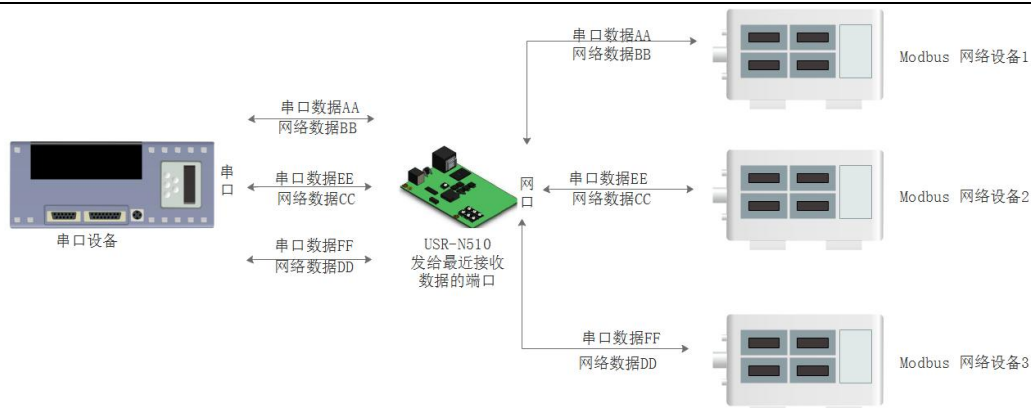 串口数据AA
网络数据BB
Modbus 网络设备1
串口数据AA
网络数据BB
串口
串口数据EE
网络数据CC
网口
串口数据EE
网络数据CC
Modbus 网络设备2
串口设备
串口数据FF
网络数据DD
USR-N510
发给最近接收
数据的端口
串口数据FF
网络数据DD
Modbus 网络设备3